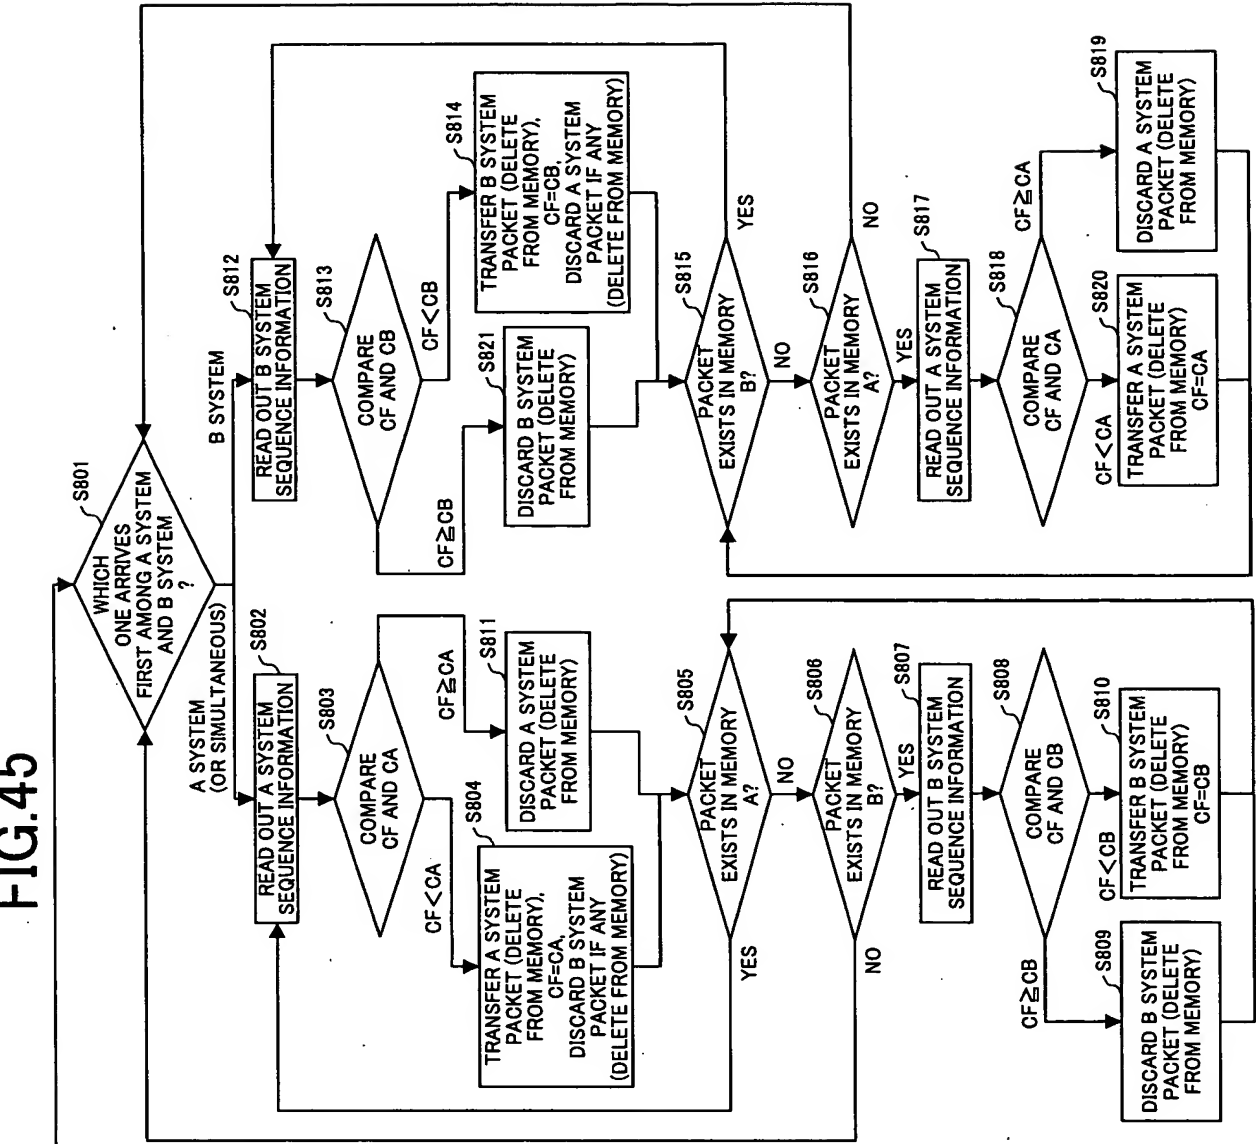 FIG.45
S801
WHICH
ONE ARRIVES
FIRST AMONG A SYSTEM
AND B SYSTEM
?
A SYSTEM
(OR SIMULTANEOUS)
B SYSTEM
S802
READ OUT A SYSTEM
SEQUENCE INFORMATION
S803
COMPARE
CF AND CA
CF<CA
CF≧CA
S804
TRANSFER A SYSTEM
PACKET (DELETE
FROM MEMORY),
CF=CA,
DISCARD B SYSTEM
PACKET IF ANY
(DELETE FROM MEMORY)
S811
DISCARD A SYSTEM
PACKET (DELETE
FROM MEMORY)
S805
PACKET
EXISTS IN MEMORY
A?
YES
NO
S806
PACKET
EXISTS IN MEMORY
B?
NO
YES
S807
READ OUT B SYSTEM
SEQUENCE INFORMATION
S808
COMPARE
CF AND CB
CF≧CB
CF<CB
S809
DISCARD B SYSTEM
PACKET (DELETE
FROM MEMORY)
S810
TRANSFER B SYSTEM
PACKET (DELETE
FROM MEMORY)
CF=CB
S812
READ OUT B SYSTEM
SEQUENCE INFORMATION
S813
COMPARE
CF AND CB
CF≧CB
CF<CB
S821
DISCARD B SYSTEM
PACKET (DELETE
FROM MEMORY)
S814
TRANSFER B SYSTEM
PACKET (DELETE
FROM MEMORY),
CF=CB,
DISCARD A SYSTEM
PACKET IF ANY
(DELETE FROM MEMORY)
S815
PACKET
EXISTS IN MEMORY
B?
YES
NO
S816
PACKET
EXISTS IN MEMORY
A?
NO
YES
S817
READ OUT A SYSTEM
SEQUENCE INFORMATION
S818
COMPARE
CF AND CA
CF<CA
CF≧CA
S820
TRANSFER A SYSTEM
PACKET (DELETE
FROM MEMORY)
CF=CA
S819
DISCARD A SYSTEM
PACKET (DELETE
FROM MEMORY)